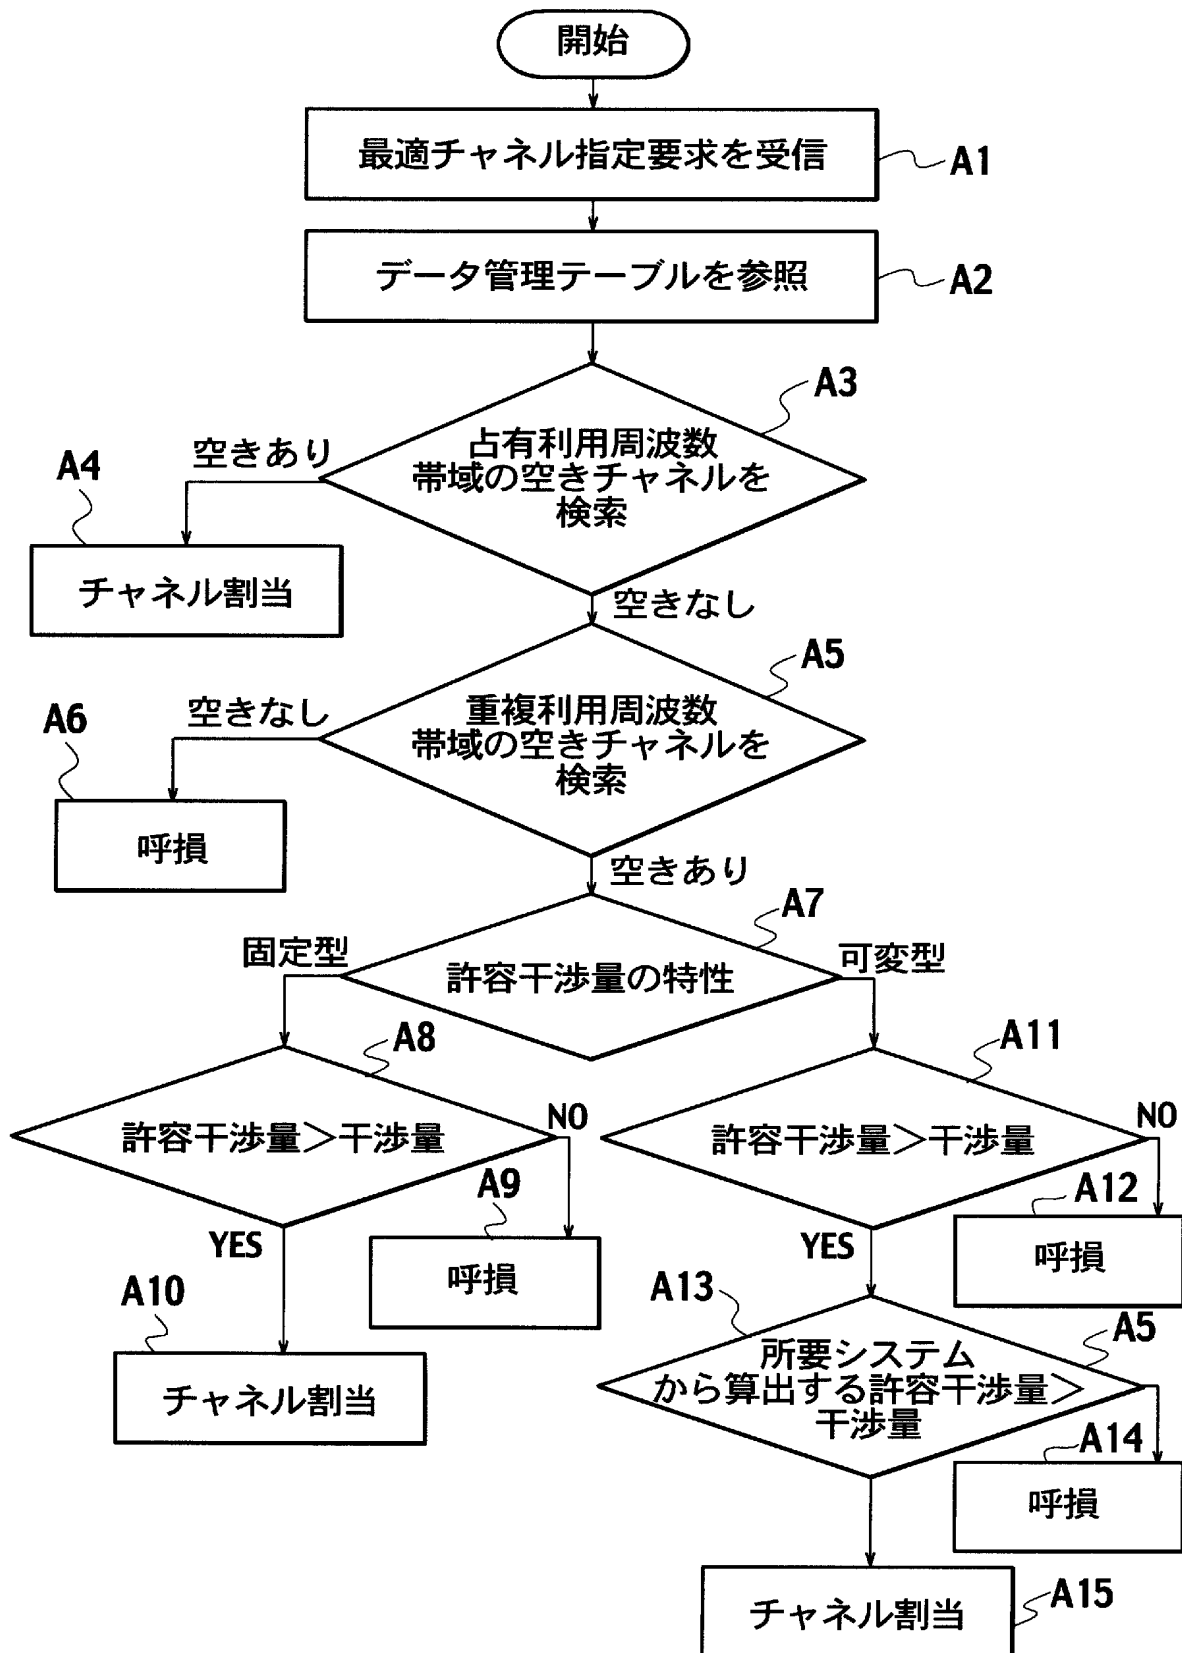 開始
最適チャネル指定要求を受信
A1
データ管理テーブルを参照
A2
A3
占有利用周波数
帯域の空きチャネルを
検索
空きあり
A4
チャネル割当
空きなし
A5
重複利用周波数
帯域の空きチャネルを
検索
空きなし
A6
呼損
空きあり
A7
許容干渉量の特性
固定型
可変型
A8
許容干渉量＞干渉量
NO
A9
呼損
YES
A10
チャネル割当
A11
許容干渉量＞干渉量
NO
A12
呼損
YES
A13
所要システム
から算出する許容干渉量＞
干渉量
A5
A14
呼損
チャネル割当
A15